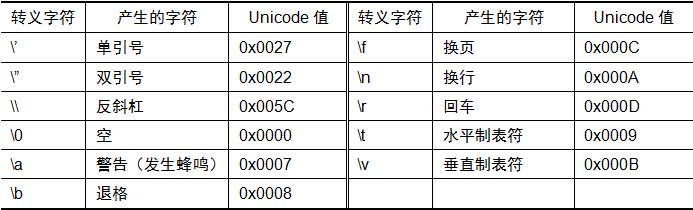 转义字符 产生的字符 Unicode 值 转义字符 产生的字符 Unicode 值
\’ 单引号 0x0027 \f 换页 0x000C
\” 双引号 0x0022 \n 换行 0x000A
\\ 反斜杠 0x005C \r 回车 0x000D
\0 空 0x0000 \t 水平制表符 0x0009
\a 警告（发生蜂鸣） 0x0007 \v 垂直制表符 0x000B
\b 退格 0x0008